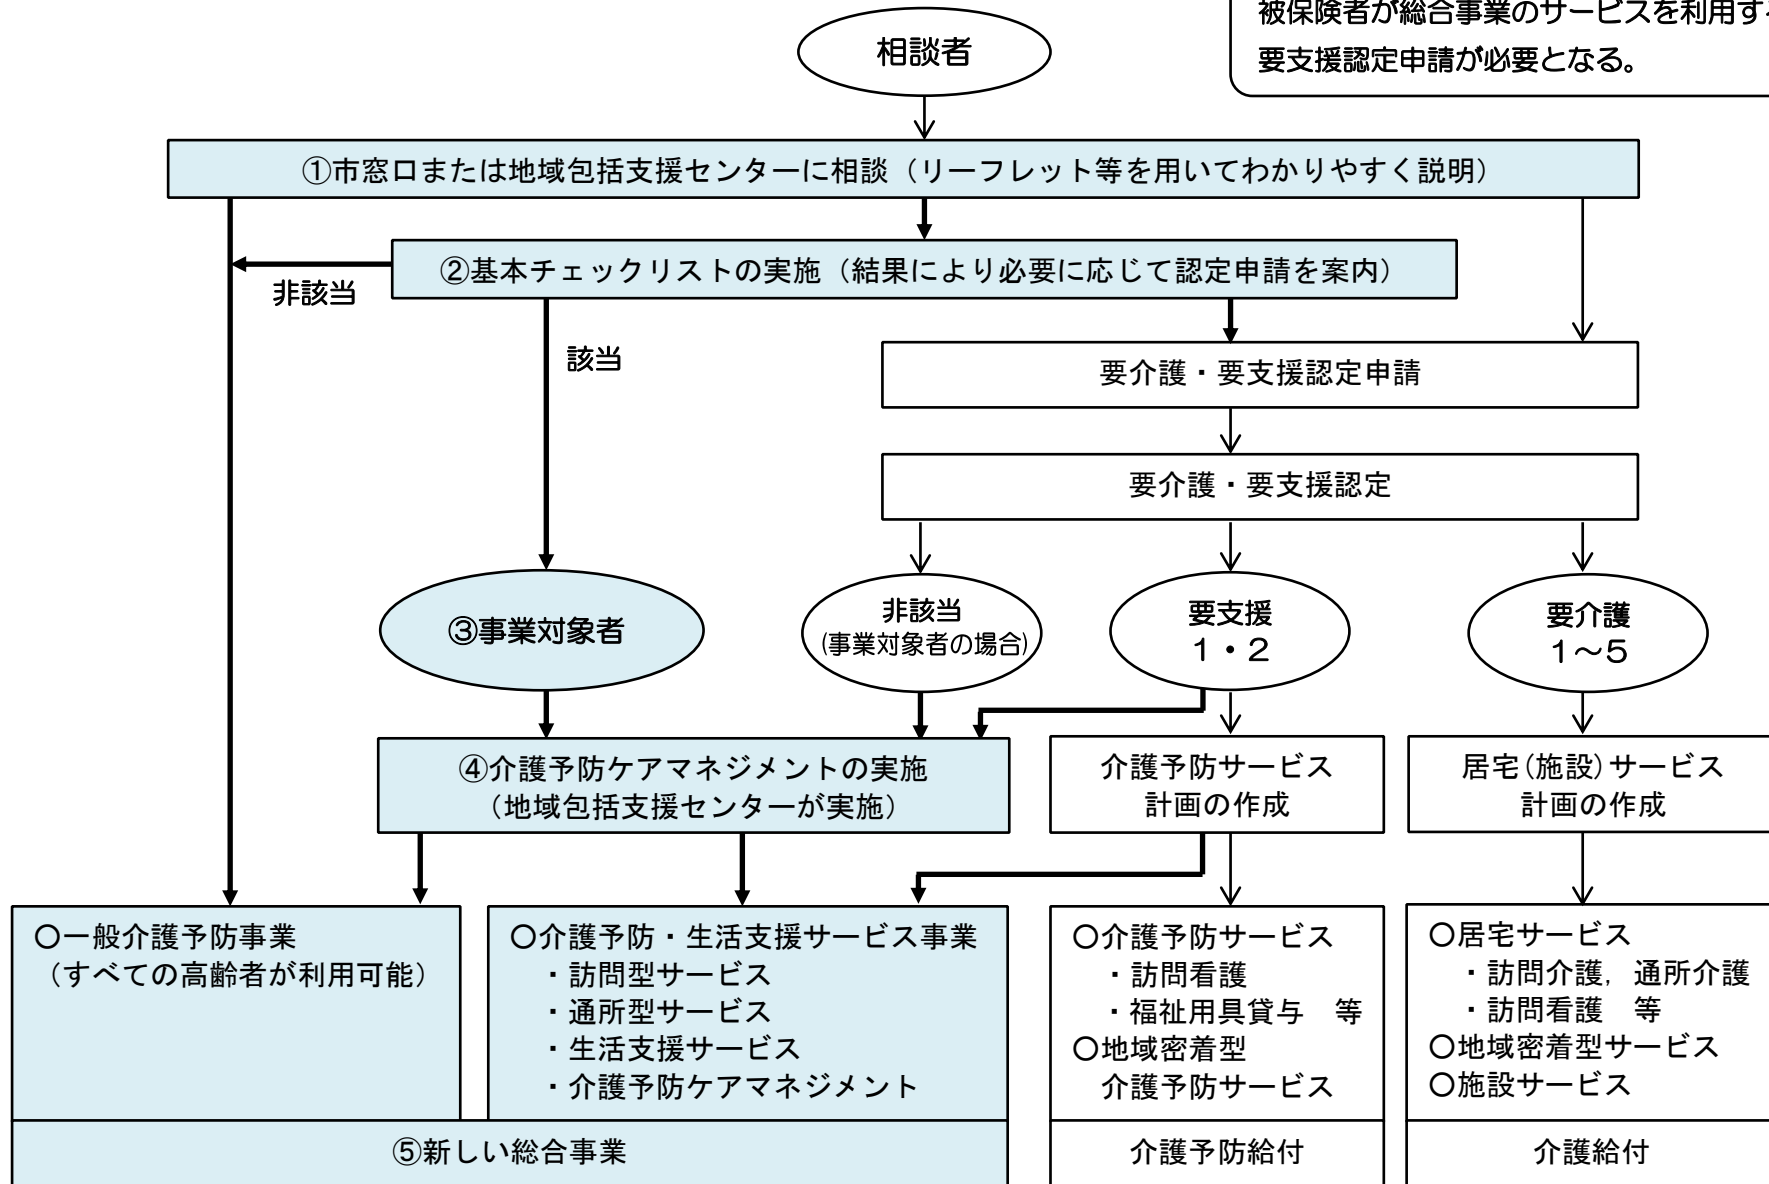 被保険者が総合事業のサービスを利用する
要支援認定申請が必要となる。
相談者
①市窓口または地域包括支援センターに相談（リーフレット等を用いてわかりやすく説明）
②基本チェックリストの実施（結果により必要に応じて認定申請を案内）
非該当
該当
要介護・要支援認定申請
要介護・要支援認定
③事業対象者
非該当
(事業対象者の場合)
要支援
１・２
要介護
１～５
④介護予防ケアマネジメントの実施
（地域包括支援センターが実施）
介護予防サービス
計画の作成
居宅(施設)サービス
計画の作成
○一般介護予防事業
（すべての高齢者が利用可能）
○介護予防・生活支援サービス事業
・訪問型サービス
・通所型サービス
・生活支援サービス
・介護予防ケアマネジメント
○介護予防サービス
・訪問看護
・福祉用具貸与　等
○地域密着型
介護予防サービス
○居宅サービス
・訪問介護，通所介護
・訪問看護　等
○地域密着型サービス
○施設サービス
⑤新しい総合事業
介護予防給付
介護給付